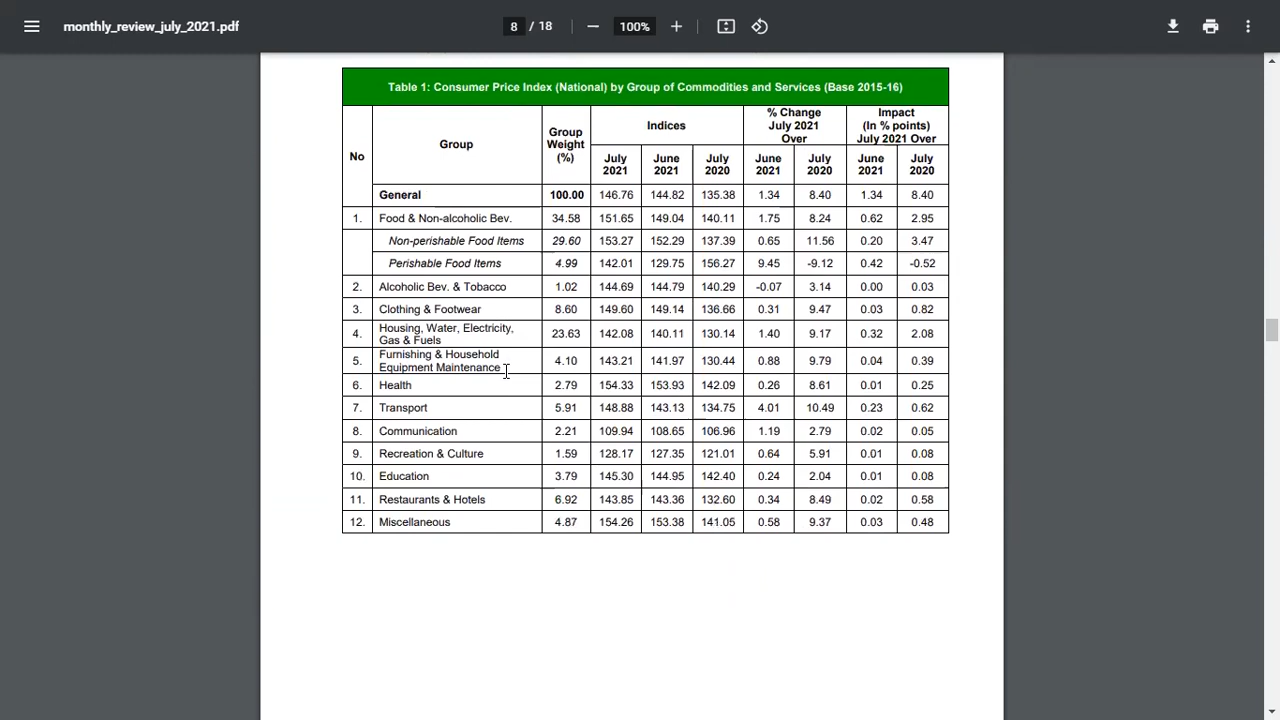 monthly_review_july_2021.pdf 8 / 18 100%
Table 1: Consumer Price Index (National) by Group of Commodities and Services (Base 2015-16)
No Group Group Weight (%) Indices % Change July 2021 Over Impact (In % points) July 2021 Over
July 2021 June 2021 July 2020 June 2021 July 2020 June 2021 July 2020
General 100.00 146.76 144.82 135.38 1.34 8.40 1.34 8.40
1. Food & Non-alcoholic Bev. 34.58 151.65 149.04 140.11 1.75 8.24 0.62 2.95
Non-perishable Food Items 29.60 153.27 152.29 137.39 0.65 11.56 0.20 3.47
Perishable Food Items 4.99 142.01 129.75 156.27 9.45 -9.12 0.42 -0.52
2. Alcoholic Bev. & Tobacco 1.02 144.69 144.79 140.29 -0.07 3.14 0.00 0.03
3. Clothing & Footwear 8.60 149.60 149.14 136.66 0.31 9.47 0.03 0.82
4. Housing, Water, Electricity, Gas & Fuels 23.63 142.08 140.11 130.14 1.40 9.17 0.32 2.08
5. Furnishing & Household Equipment Maintenance 4.10 143.21 141.97 130.44 0.88 9.79 0.04 0.39
6. Health 2.79 154.33 153.93 142.09 0.26 8.61 0.01 0.25
7. Transport 5.91 148.88 143.13 134.75 4.01 10.49 0.23 0.62
8. Communication 2.21 109.94 108.65 106.96 1.19 2.79 0.02 0.05
9. Recreation & Culture 1.59 128.17 127.35 121.01 0.64 5.91 0.01 0.08
10. Education 3.79 145.30 144.95 142.40 0.24 2.04 0.01 0.08
11. Restaurants & Hotels 6.92 143.85 143.36 132.60 0.34 8.49 0.02 0.58
12. Miscellaneous 4.87 154.26 153.38 141.05 0.58 9.37 0.03 0.48